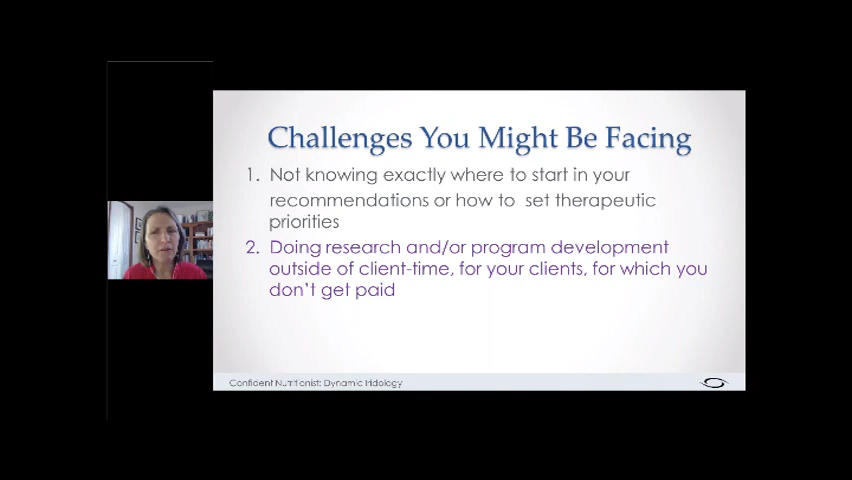 Challenges You Might Be Facing
1. Not knowing exactly where to start in your
recommendations or how to set therapeutic
priorities
2. Doing research and/or program development
outside of client-time, for your clients, for which you
don't get paid
Confident Nutritionist: Dynamic Iridology